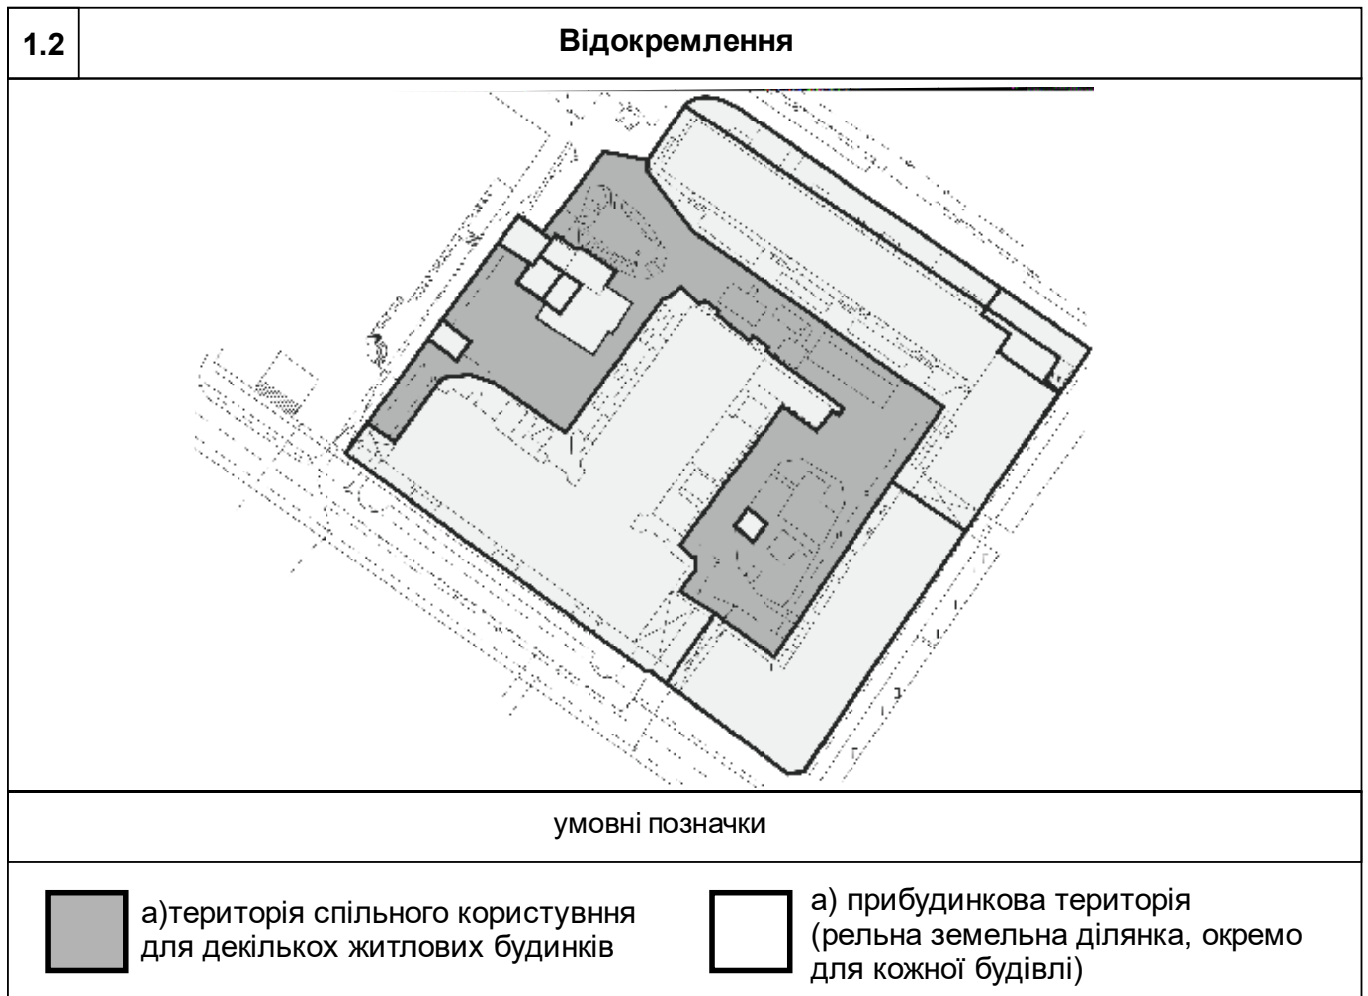 1.2
Відокремлення
умовні позначки
а)територія спільного користувння
для декількох житлових будинків
а) прибудинкова територія
(рельна земельна ділянка, окремо
для кожної будівлі)